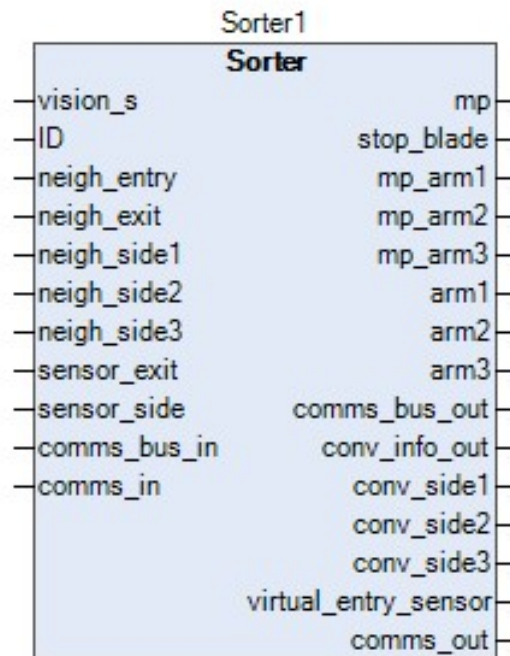 Sorter1
Sorter
vision_s mp
ID stop_blade
neigh_entry mp_arm1
neigh_exit mp_arm2
neigh_side1 mp_arm3
neigh_side2 arm1
neigh_side3 arm2
sensor_exit arm3
sensor_side comms_bus_out
comms_bus_in conv_info_out
comms_in conv_side1
conv_side2
conv_side3
virtual_entry_sensor
comms_out